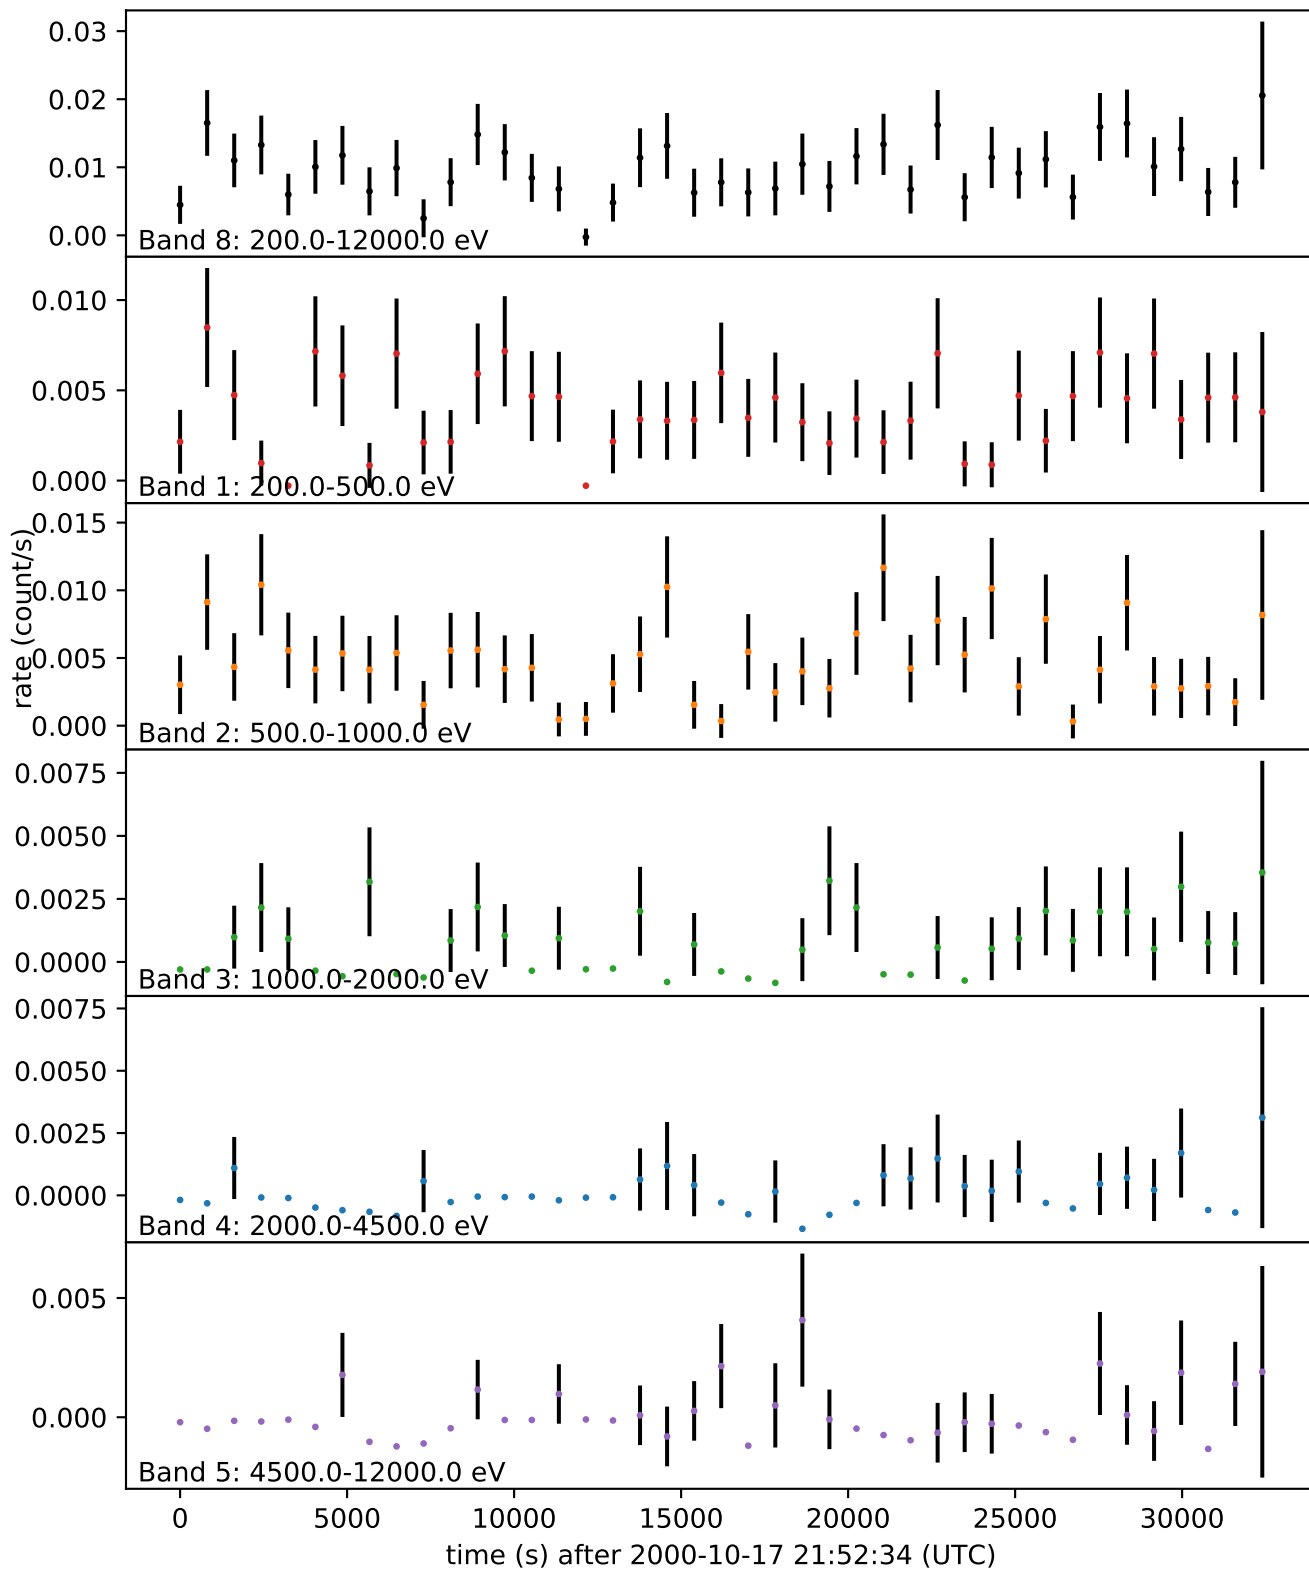 0.03
0.02
0.01
0.00
Band 8: 200.0-12000.0 eV
0.010
0.005
0.000
Band 1: 200.0-500.0 eV
rate (count/s)
0.015
0.010
0.005
0.000
Band 2: 500.0-1000.0 eV
0.0075
0.0050
0.0025
0.0000
Band 3: 1000.0-2000.0 eV
0.0075
0.0050
0.0025
0.0000
Band 4: 2000.0-4500.0 eV
0.005
0.000
Band 5: 4500.0-12000.0 eV
0 5000 10000 15000 20000 25000 30000
time (s) after 2000-10-17 21:52:34 (UTC)